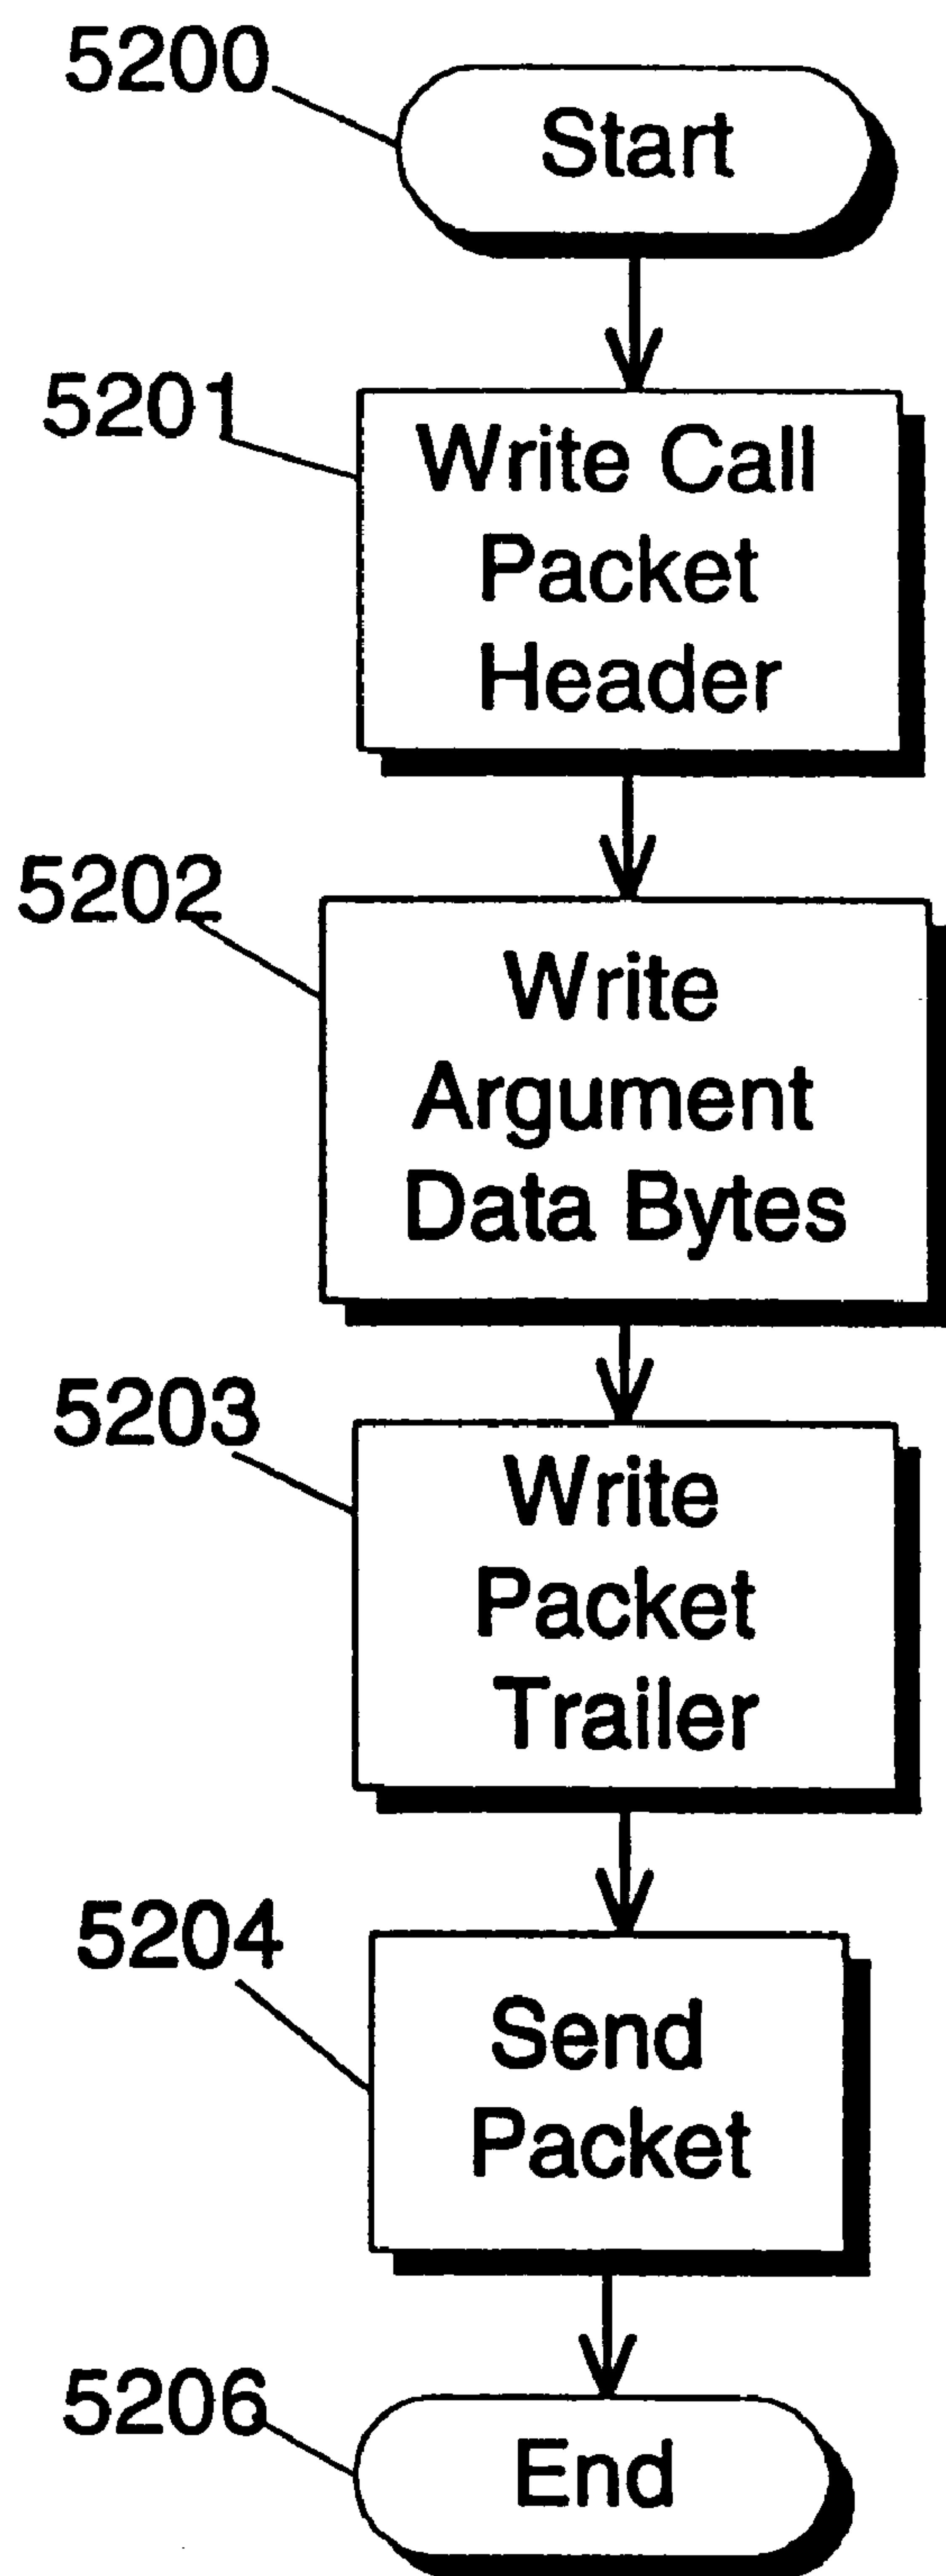 5200
Start
5201
Write Call
Packet
Header
5202
Write
Argument
Data Bytes
5203
Write
Packet
Trailer
5204
Send
Packet
5206
End